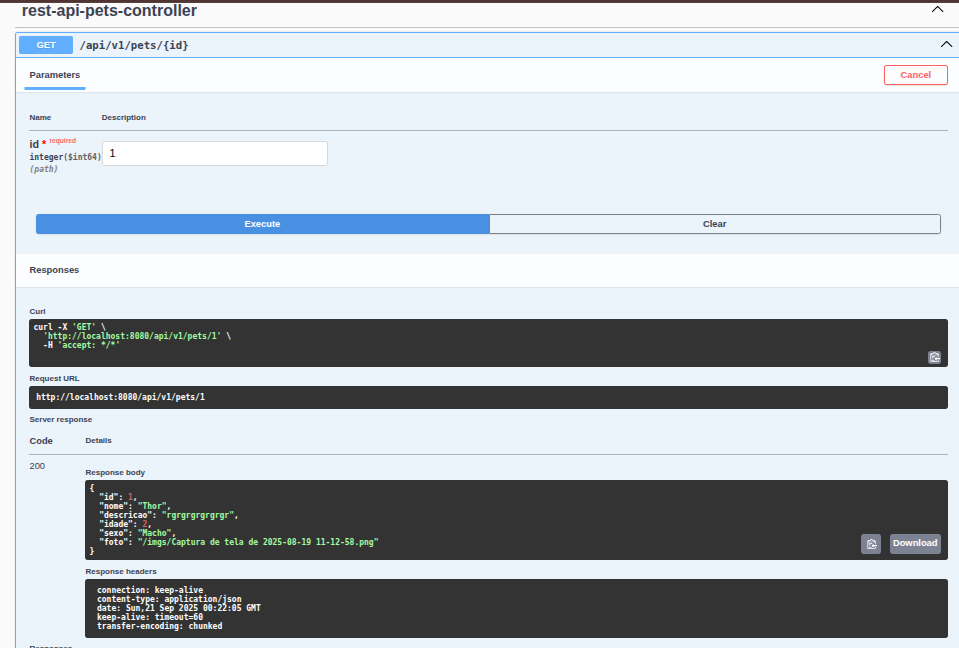 rest-api-pets-controller
GET /api/v1/pets/{id}
Parameters
Cancel
Name Description
id * required
integer($int64)
(path)
1
Execute Clear
Responses
Curl
curl -X 'GET' \
'http://localhost:8080/api/v1/pets/1' \
-H 'accept: */*'
Request URL
http://localhost:8080/api/v1/pets/1
Server response
Code Details
200
Response body
{
"id": 1,
"nome": "Thor",
"descricao": "rgrgrgrgrgrgr",
"idade": 2,
"sexo": "Macho",
"foto": "/imgs/Captura de tela de 2025-08-19 11-12-58.png"
}
Download
Response headers
connection: keep-alive
content-type: application/json
date: Sun,21 Sep 2025 00:22:05 GMT
keep-alive: timeout=60
transfer-encoding: chunked
Responses